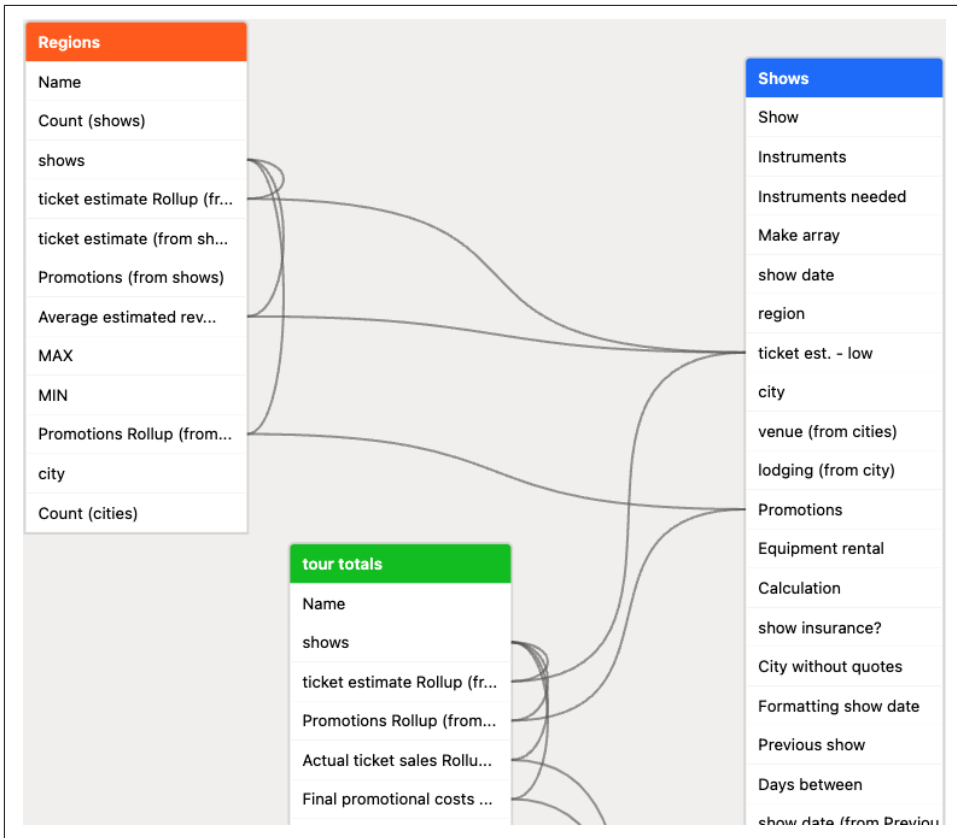 Regions
Name
Count (shows)
shows
ticket estimate Rollup (fr...
ticket estimate (from sh...
Promotions (from shows)
Average estimated rev...
MAX
MIN
Promotions Rollup (from...
city
Count (cities)
tour totals
Name
shows
ticket estimate Rollup (fr...
Promotions Rollup (from...
Actual ticket sales Rollu...
Final promotional costs ...
Shows
Show
Instruments
Instruments needed
Make array
show date
region
ticket est. - low
city
venue (from cities)
lodging (from city)
Promotions
Equipment rental
Calculation
show insurance?
City without quotes
Formatting show date
Previous show
Days between
show date (from Previou